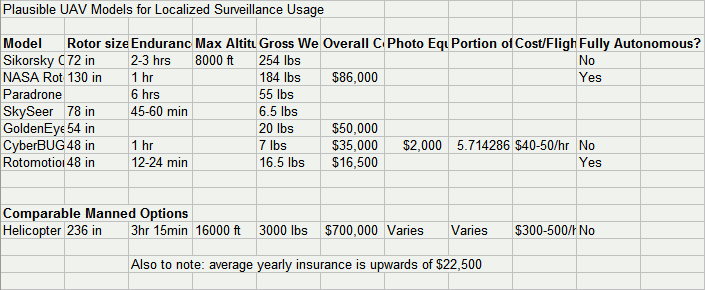 Plausible UAV Models for Localized Surveillance Usage
Model Rotor size Enduranc Max Altitu Gross We Overall C Photo Equ Portion of Cost/Fligh Fully Autonomous?
Sikorsky C 72 in 2-3 hrs 8000 ft 254 lbs No
NASA Rot 130 in 1 hr 184 lbs $86,000 Yes
Paradrone 6 hrs 55 lbs
SkySeer 78 in 45-60 min 6.5 lbs
GoldenEye 54 in 20 lbs $50,000
CyberBUG 48 in 1 hr 7 lbs $35,000 $2,000 5.714286 $40-50/hr No
Rotomotion 48 in 12-24 min 16.5 lbs $16,500 Yes
Comparable Manned Options
Helicopter 236 in 3hr 15min 16000 ft 3000 lbs $700,000 Varies Varies $300-500/h No
Also to note: average yearly insurance is upwards of $22,500